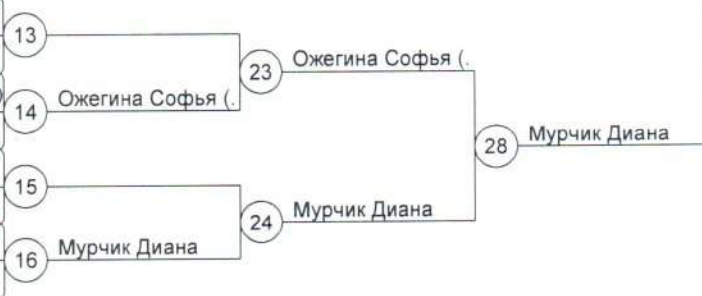 13
23 Ожегина Софья (.
14 Ожегина Софья (.
28 Мурчик Диана
15
24 Мурчик Диана
16 Мурчик Диана